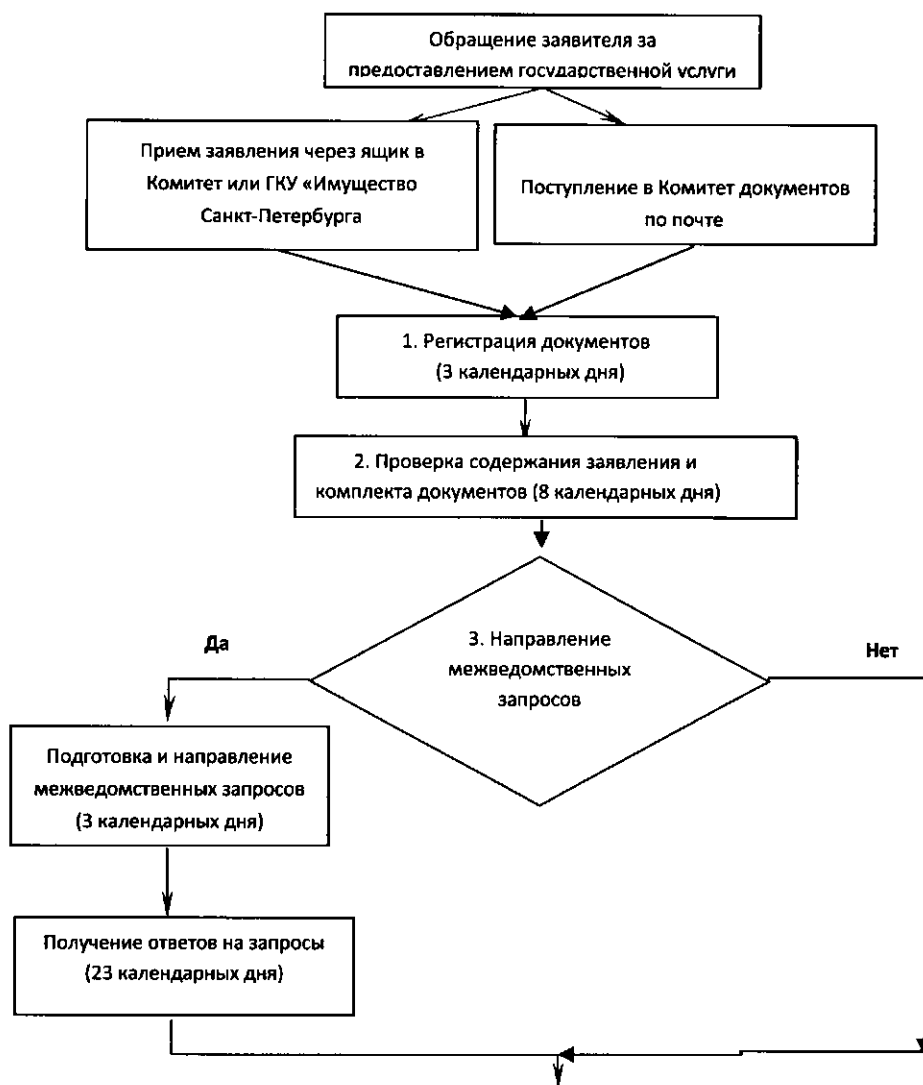 Обращение заявителя за
предоставлением государственной услуги
Прием заявления через ящик в
Комитет или ГКУ «Имущество
Санкт-Петербурга
Поступление в Комитет документов
по почте
1. Регистрация документов
(3 календарных дня)
2. Проверка содержания заявления и
комплекта документов (8 календарных дня)
3. Направление
межведомственных
запросов
Да
Нет
Подготовка и направление
межведомственных запросов
(3 календарных дня)
Получение ответов на запросы
(23 календарных дня)